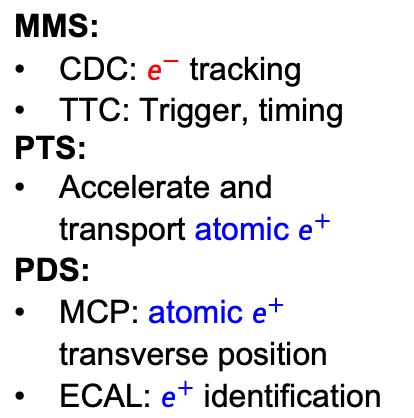 MMS:
• CDC: e⁻ tracking
• TTC: Trigger, timing
PTS:
• Accelerate and
transport atomic e⁺
PDS:
• MCP: atomic e⁺
transverse position
• ECAL: e⁺ identification